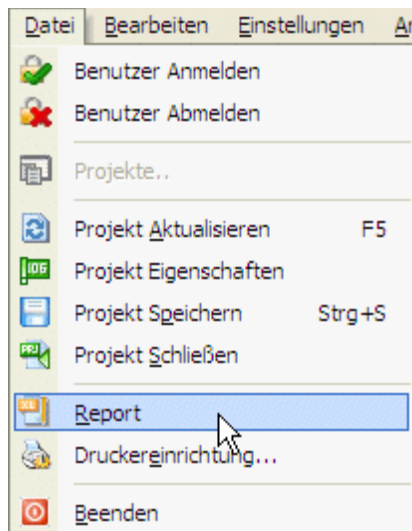 Datei Bearbeiten Einstellungen
Benutzer Anmelden
Benutzer Abmelden
Projekte..
Projekt Aktualisieren F5
Projekt Eigenschaften
Projekt Speichern Strg+S
Projekt Schließen
Report
Druckereinrichtung...
Beenden